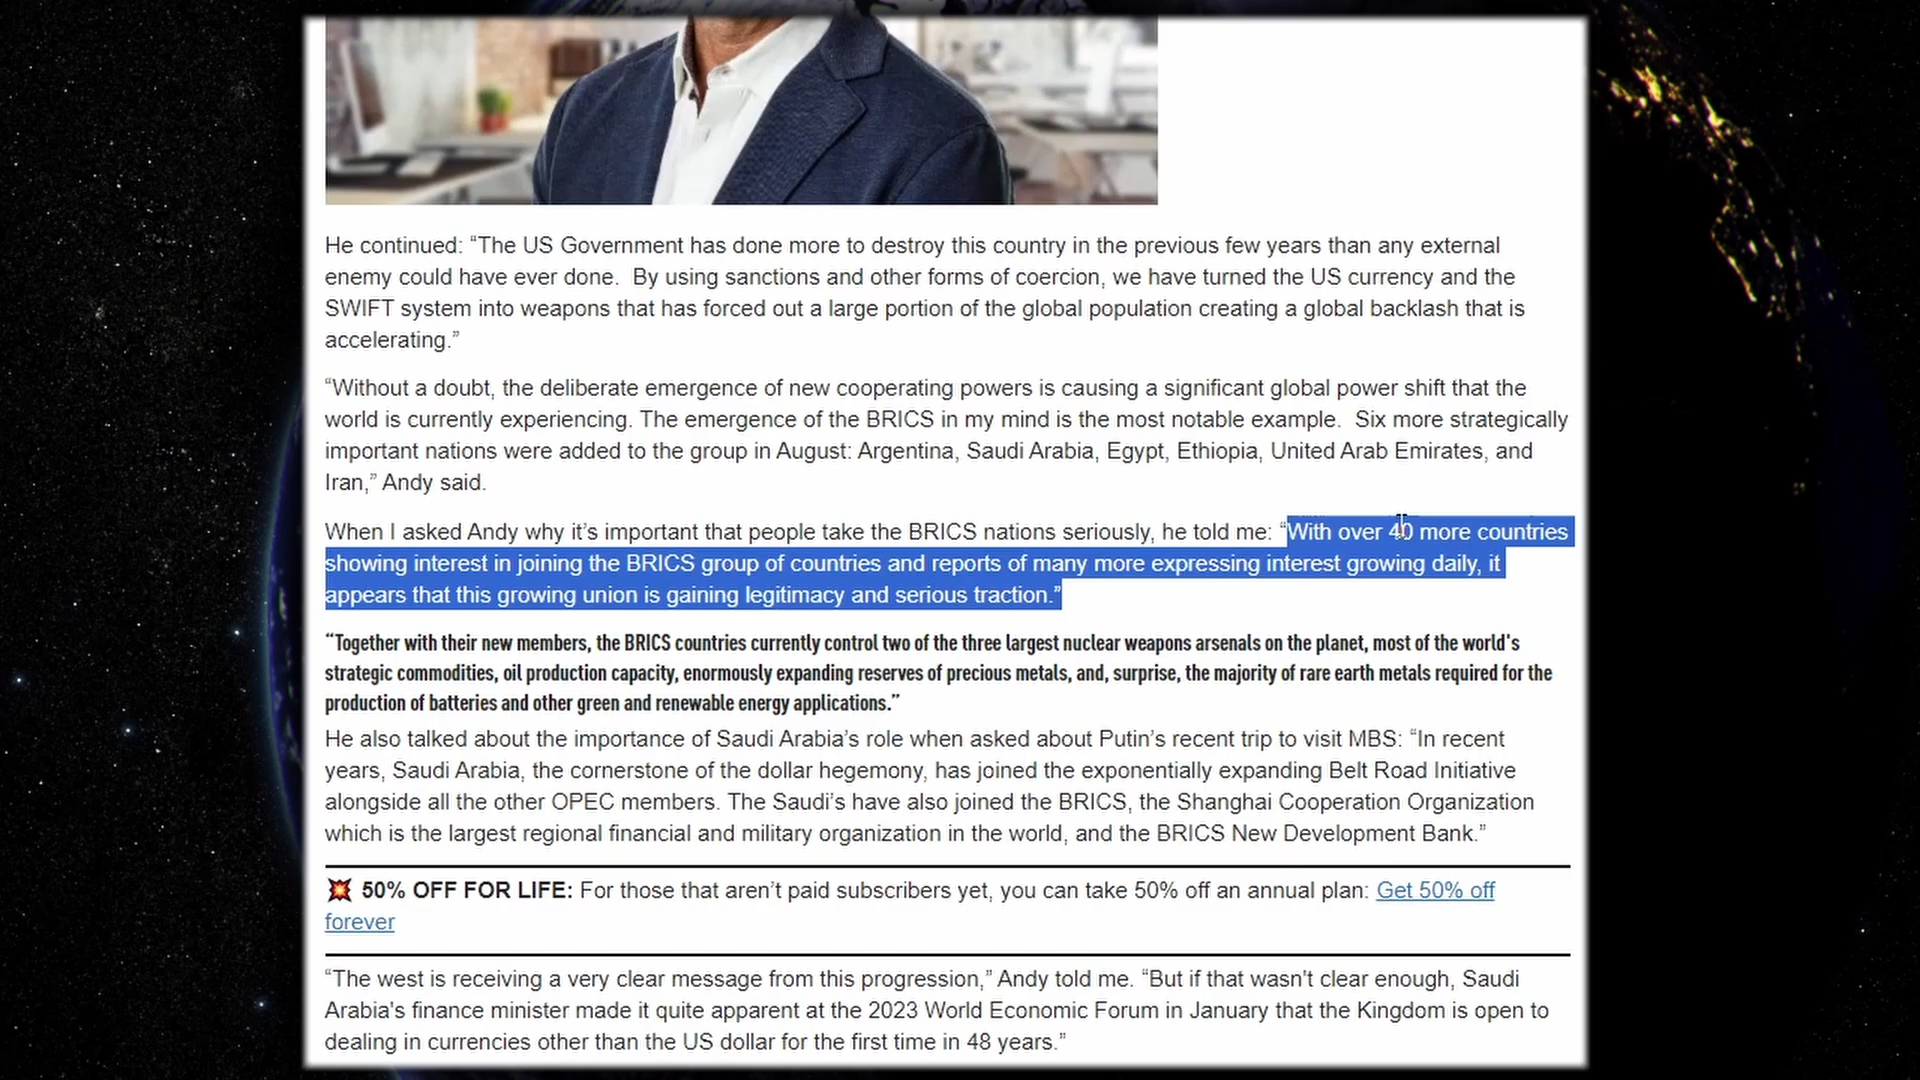 He continued: “The US Government has done more to destroy this country in the previous few years than any external
enemy could have ever done.  By using sanctions and other forms of coercion, we have turned the US currency and the
SWIFT system into weapons that has forced out a large portion of the global population creating a global backlash that is
accelerating.”
“Without a doubt, the deliberate emergence of new cooperating powers is causing a significant global power shift that the
world is currently experiencing. The emergence of the BRICS in my mind is the most notable example.  Six more strategically
important nations were added to the group in August: Argentina, Saudi Arabia, Egypt, Ethiopia, United Arab Emirates, and
Iran,” Andy said.
When I asked Andy why it’s important that people take the BRICS nations seriously, he told me: “With over 40 more countries
showing interest in joining the BRICS group of countries and reports of many more expressing interest growing daily, it
appears that this growing union is gaining legitimacy and serious traction.”
“Together with their new members, the BRICS countries currently control two of the three largest nuclear weapons arsenals on the planet, most of the world's
strategic commodities, oil production capacity, enormously expanding reserves of precious metals, and, surprise, the majority of rare earth metals required for the
production of batteries and other green and renewable energy applications.”
He also talked about the importance of Saudi Arabia’s role when asked about Putin’s recent trip to visit MBS: “In recent
years, Saudi Arabia, the cornerstone of the dollar hegemony, has joined the exponentially expanding Belt Road Initiative
alongside all the other OPEC members. The Saudi’s have also joined the BRICS, the Shanghai Cooperation Organization
which is the largest regional financial and military organization in the world, and the BRICS New Development Bank.”
💥 50% OFF FOR LIFE: For those that aren’t paid subscribers yet, you can take 50% off an annual plan: Get 50% off
forever
“The west is receiving a very clear message from this progression,” Andy told me. “But if that wasn't clear enough, Saudi
Arabia's finance minister made it quite apparent at the 2023 World Economic Forum in January that the Kingdom is open to
dealing in currencies other than the US dollar for the first time in 48 years.”